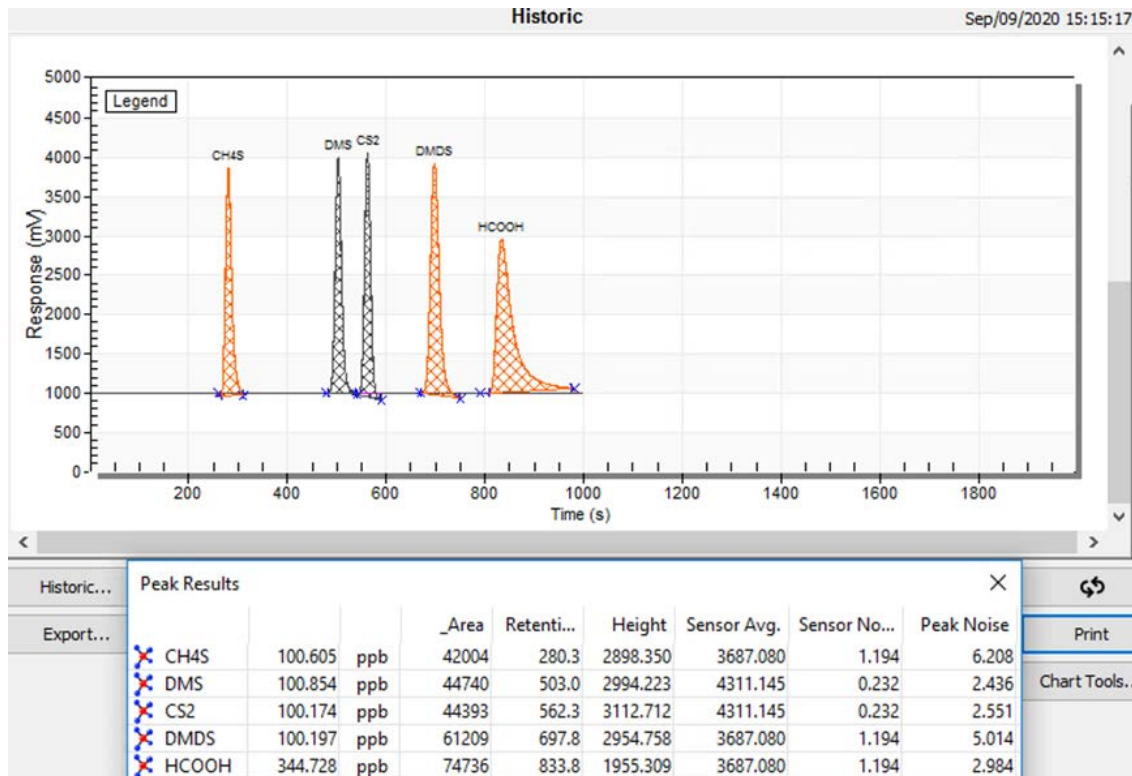 Historic Sep/09/2020 15:15:17
5000
Legend
4500
4000
3500
3000
2500
2000
1500
1000
500
0
Response (mV)
CH4S
DMS
CS2
DMDS
HCOOH
200 400 600 800 1000 1200 1400 1600 1800
Time (s)
Historic...
Export...
Peak Results
_Area Retenti... Height Sensor Avg. Sensor No... Peak Noise
CH4S 100.605 ppb 42004 280.3 2898.350 3687.080 1.194 6.208
DMS 100.854 ppb 44740 503.0 2994.223 4311.145 0.232 2.436
CS2 100.174 ppb 44393 562.3 3112.712 4311.145 0.232 2.551
DMDS 100.197 ppb 61209 697.8 2954.758 3687.080 1.194 5.014
HCOOH 344.728 ppb 74736 833.8 1955.309 3687.080 1.194 2.984
Print
Chart Tools..